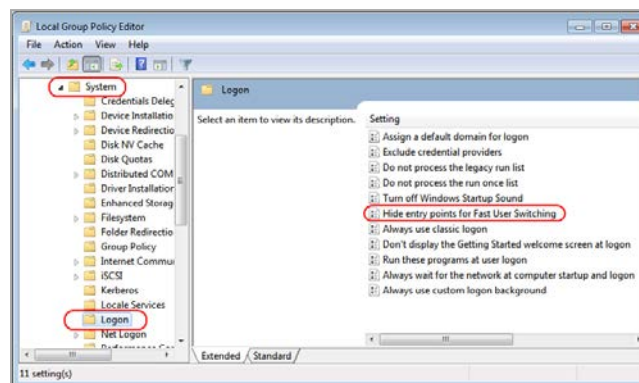 Local Group Policy Editor
File Action View Help
System
Credentials Deleg
Device Installatio
Device Redirectio
Disk NV Cache
Disk Quotas
Distributed COM
Driver Installation
Enhanced Storag
Filesystem
Folder Redirectio
Group Policy
Internet Commu
iSCSI
Kerberos
Locale Services
Logon
Net Logon
Logon
Select an item to view its description.
Setting
Assign a default domain for logon
Exclude credential providers
Do not process the legacy run list
Do not process the run once list
Turn off Windows Startup Sound
Hide entry points for Fast User Switching
Always use classic logon
Don't display the Getting Started welcome screen at logon
Run these programs at user logon
Always wait for the network at computer startup and logon
Always use custom logon background
Extended Standard
11 setting(s)